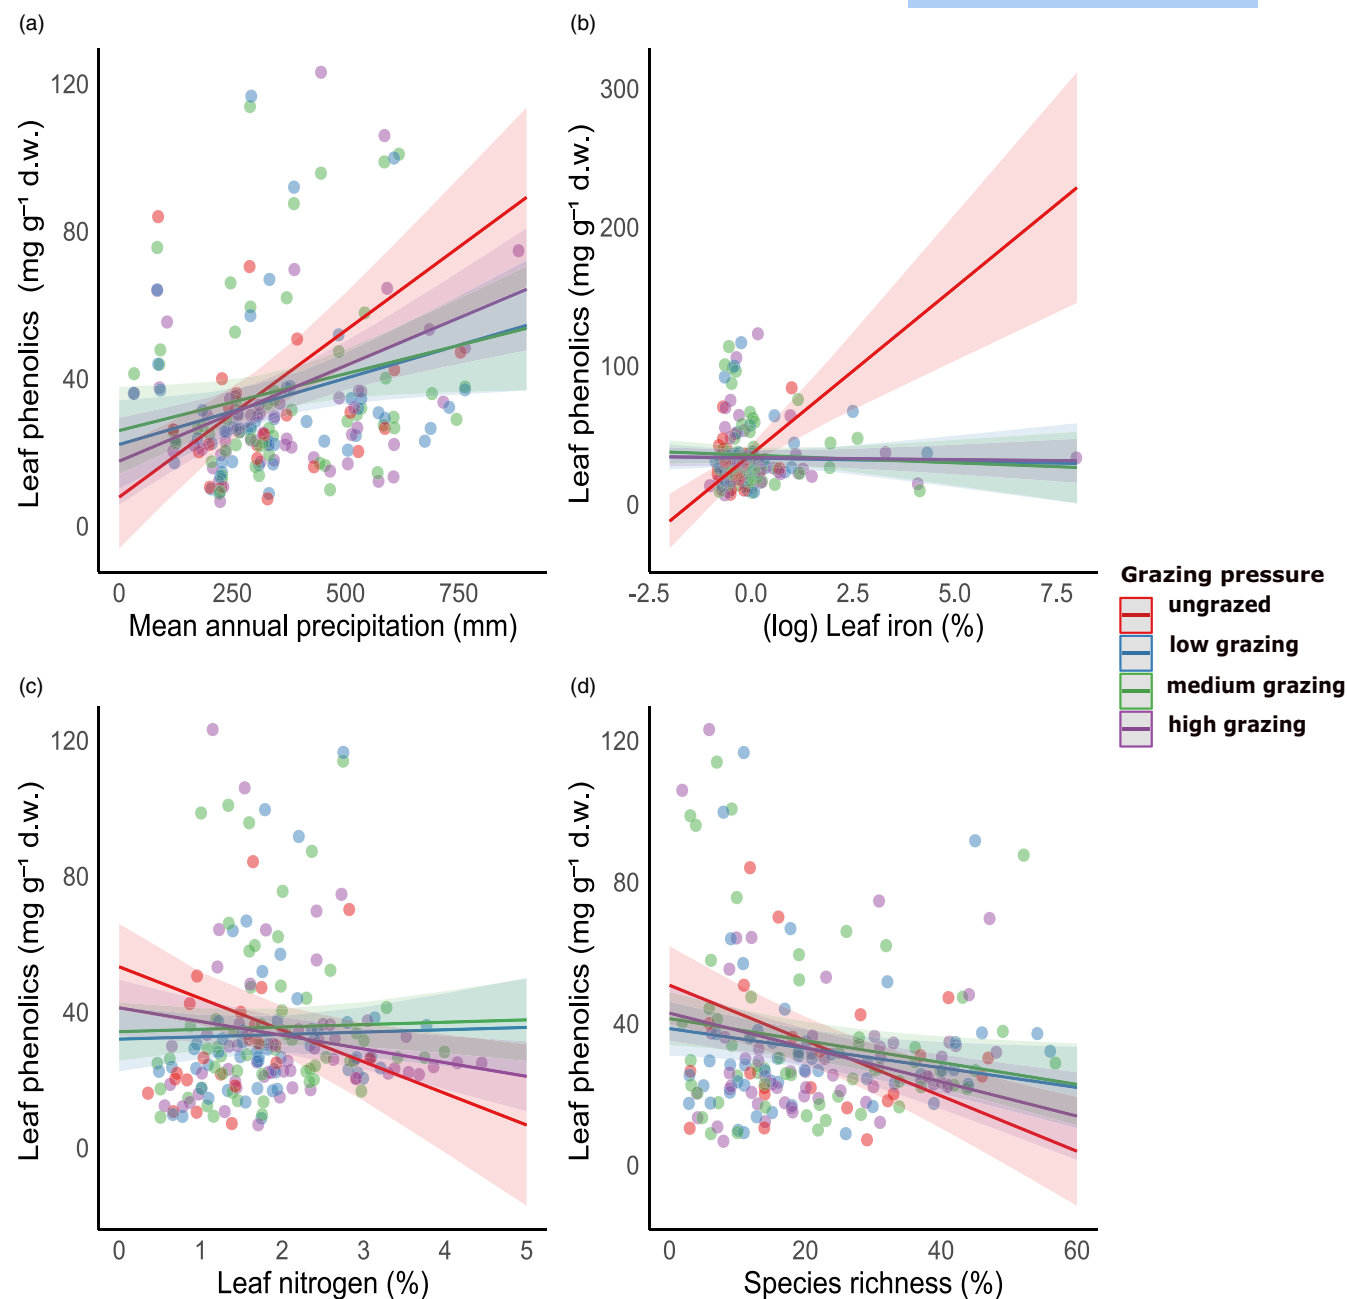 (a)
(b)
Leaf phenolics (mg g⁻¹ d.w.)
120
80
40
0
0 250 500 750
Mean annual precipitation (mm)
Leaf phenolics (mg g⁻¹ d.w.)
300
200
100
0
-2.5 0.0 2.5 5.0 7.5
(log) Leaf iron (%)
Grazing pressure
ungrazed
low grazing
medium grazing
high grazing
(c)
(d)
Leaf phenolics (mg g⁻¹ d.w.)
120
80
40
0
0 1 2 3 4 5
Leaf nitrogen (%)
Leaf phenolics (mg g⁻¹ d.w.)
120
80
40
0
0 20 40 60
Species richness (%)